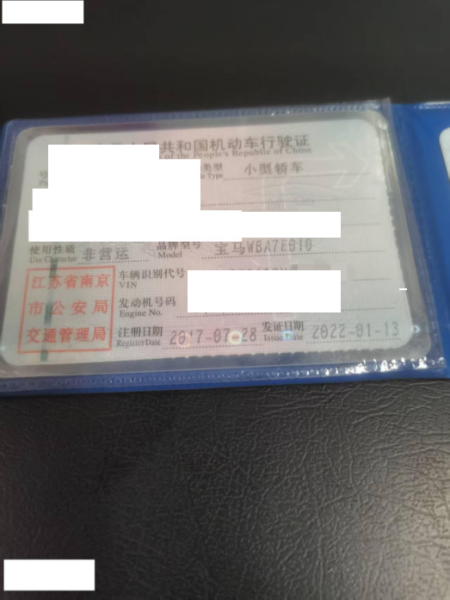 共和国机动车行驶证
of the People's Republic of China
类型 小型轿车
Type
使用性质 非营运 品牌型号 宝马WBA7E010
Use Character Model
江苏省南京 车辆识别代号
VIN
市公安局 发动机号码
Engine No.
交通管理局 注册日期 2017-07-28 发证日期 2022-01-13
Register Date Issue Date